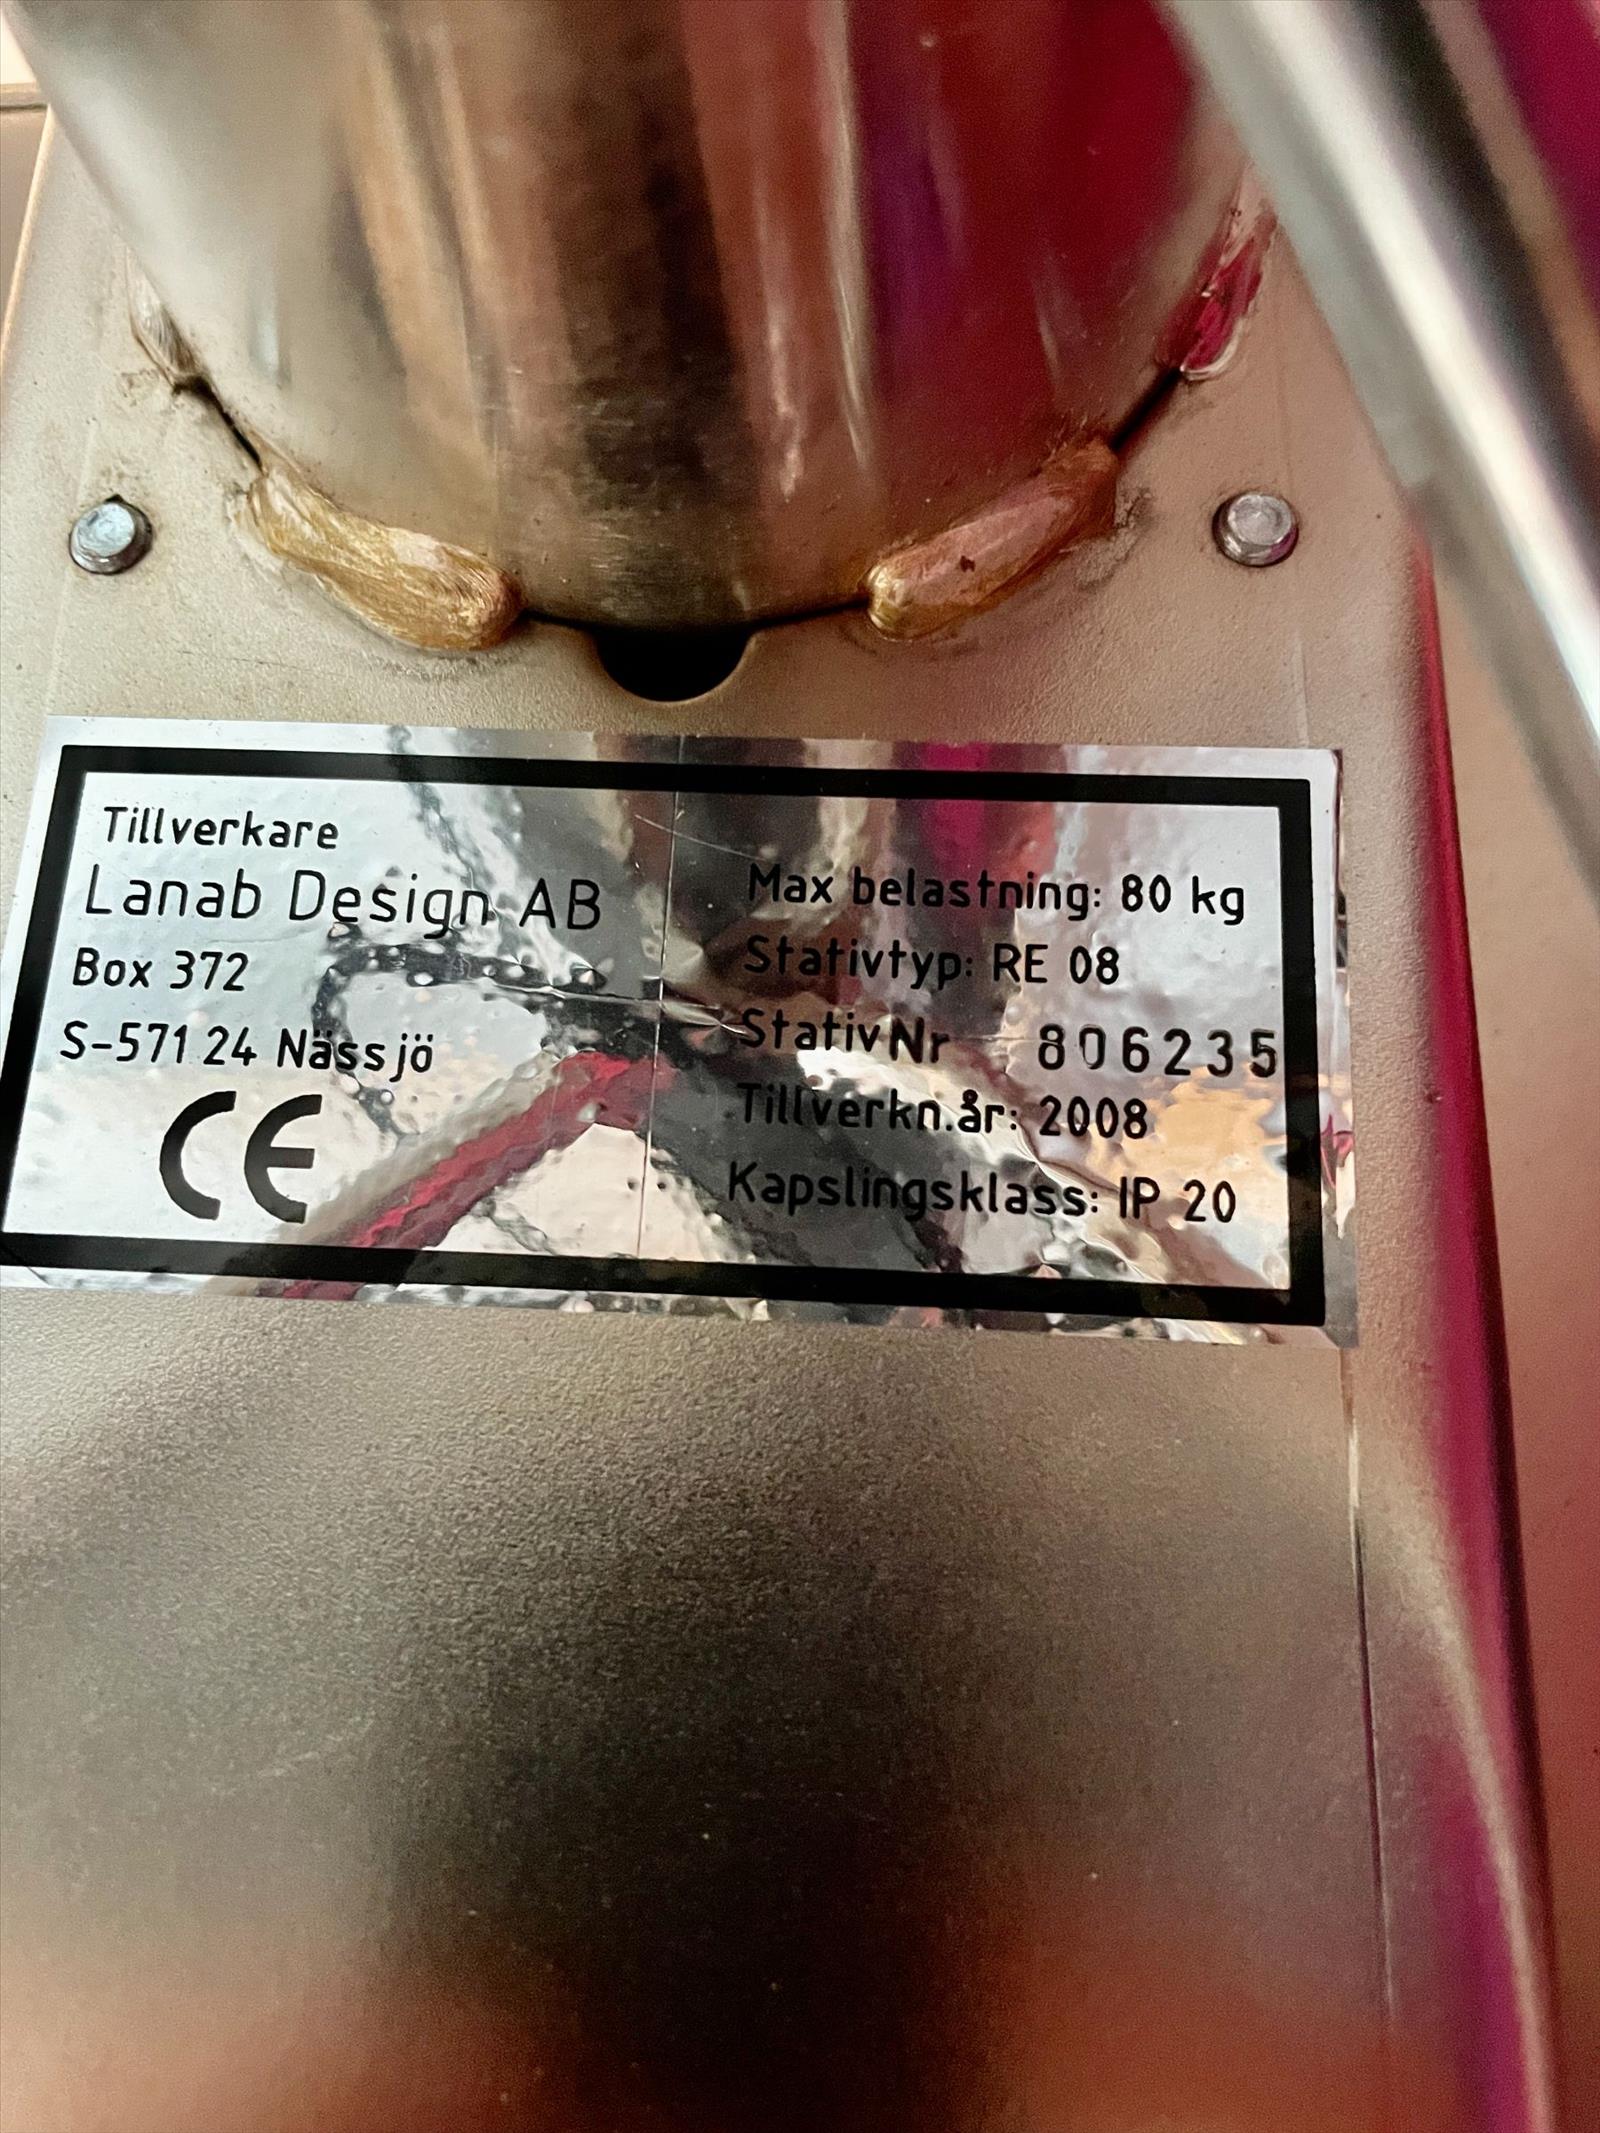 Tillverkare
Lanab Design AB
Box 372
S-571 24 Nässjö
CE
Max belastning: 80 kg
Stativtyp: RE 08
StativNr 806235
Tillverkn.år: 2008
Kapslingsklass: IP 20